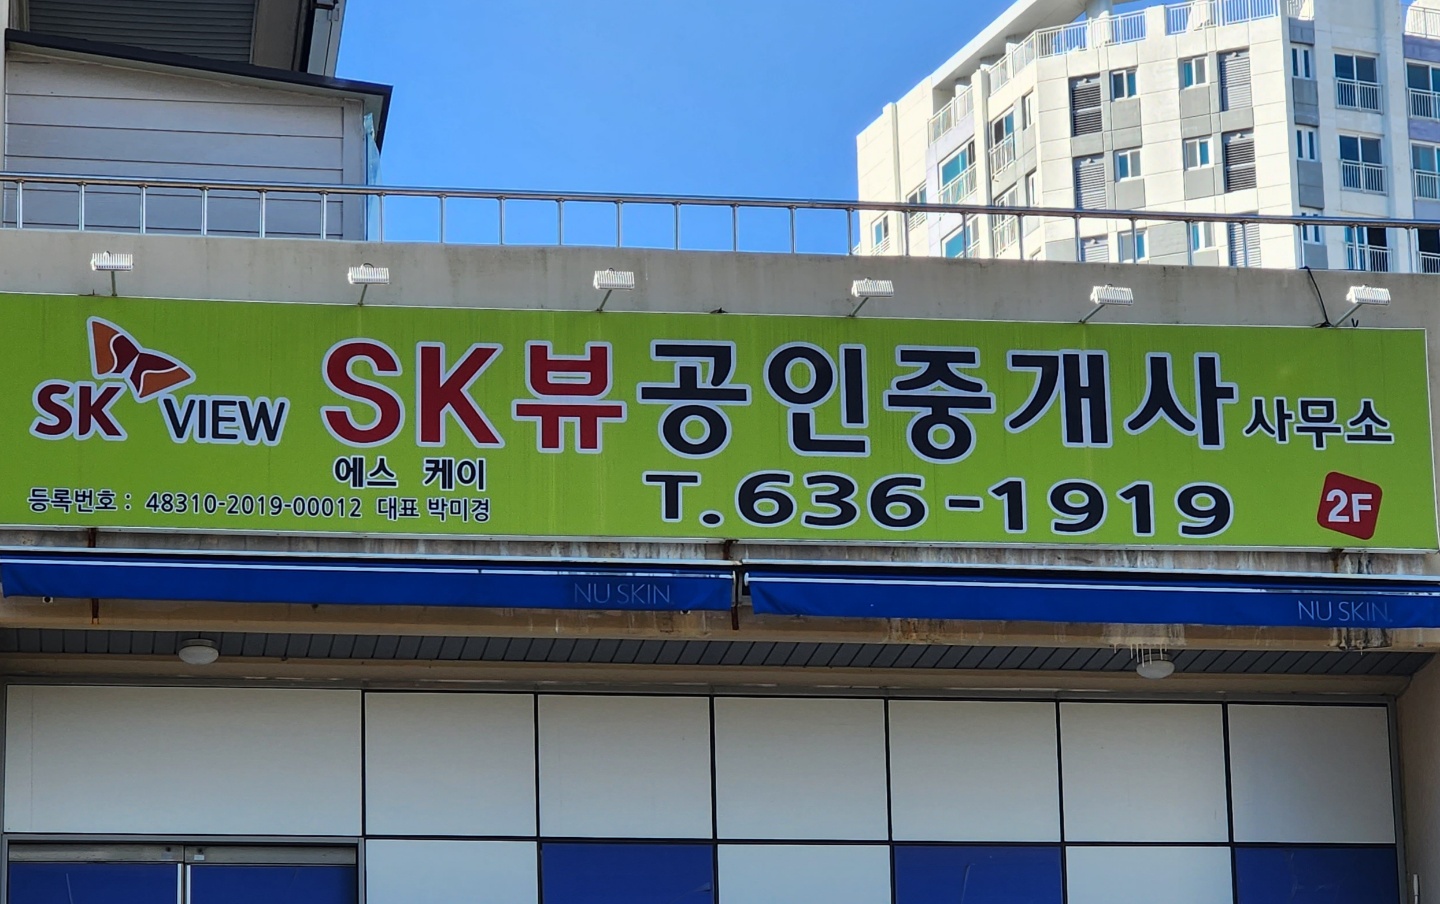 SK VIEW
SK뷰공인중개사 사무소
에스 케이
등록번호 : 48310-2019-00012 대표 박미경
T.636-1919
2F
NU SKIN
NU SKIN